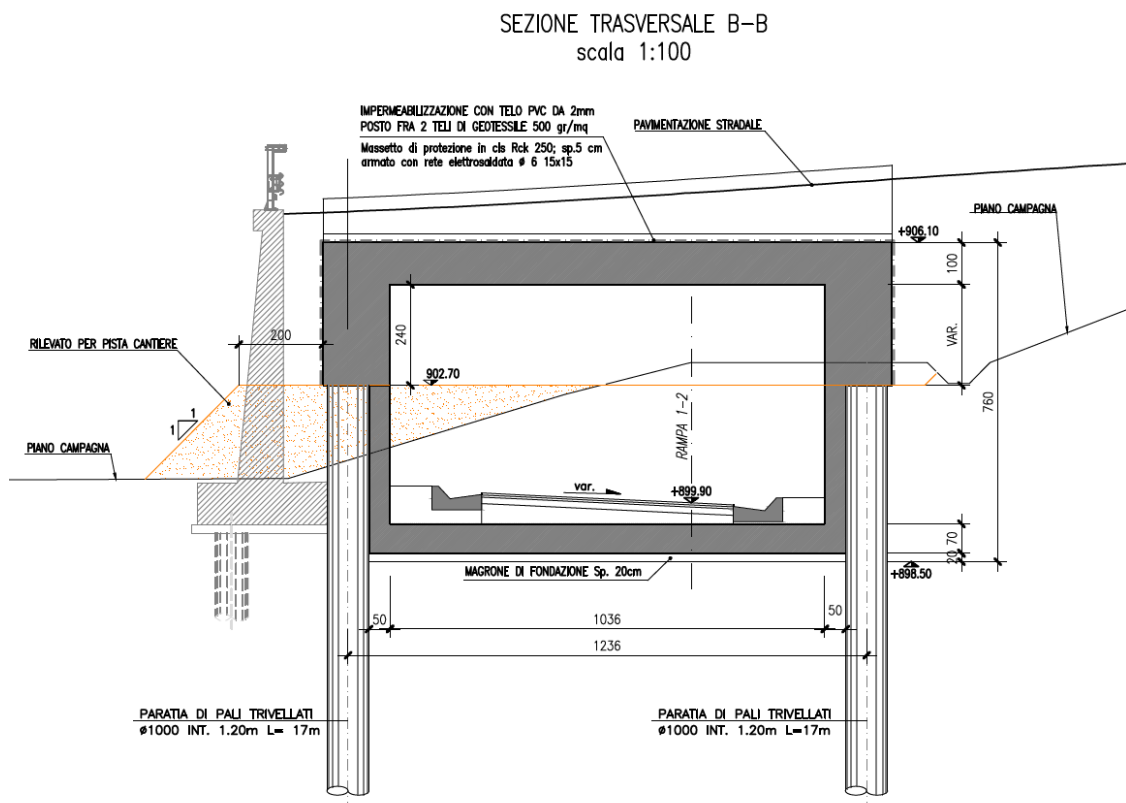 SEZIONE TRASVERSALE B-B
scala 1:100
IMPERMEABILIZZAZIONE CON TELO PVC DA 2mm
POSTO FRA 2 TELI DI GEOTESSILE 500 gr/mq
Massetto di protezione in cls Rck 250; sp.5 cm
armato con rete elettrosaldata ø 6 15x15
PAVIMENTAZIONE STRADALE
PIANO CAMPAGNA
+906.10
100
200
240
VAR.
RILEVATO PER PISTA CANTIERE
902.70
760
1
1
RAMPA 1-2
PIANO CAMPAGNA
var.
+899.90
70
20
MAGRONE DI FONDAZIONE Sp. 20cm
+898.50
50
1036
50
1236
PARATIA DI PALI TRIVELLATI
ø1000 INT. 1.20m L= 17m
PARATIA DI PALI TRIVELLATI
ø1000 INT. 1.20m L=17m